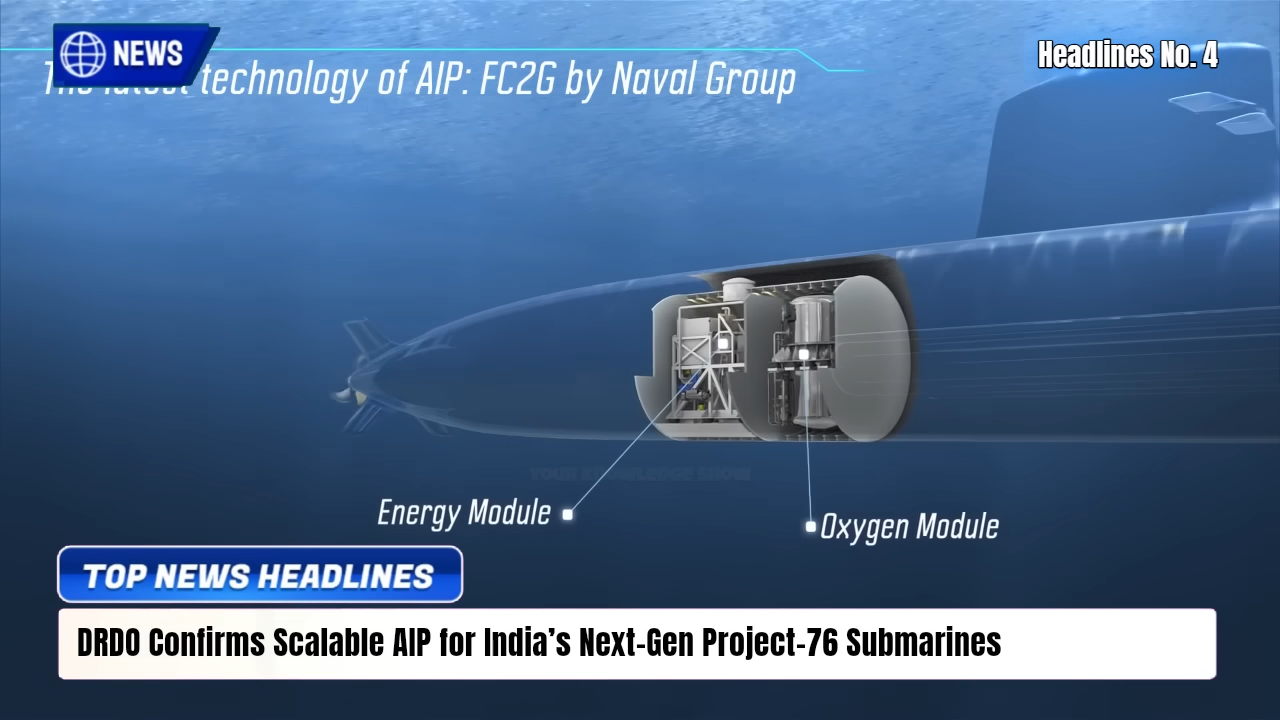 NEWS
Headlines No. 4
technology of AIP: FC2G by Naval Group
Energy Module
Oxygen Module
TOP NEWS HEADLINES
DRDO Confirms Scalable AIP for India’s Next-Gen Project-76 Submarines